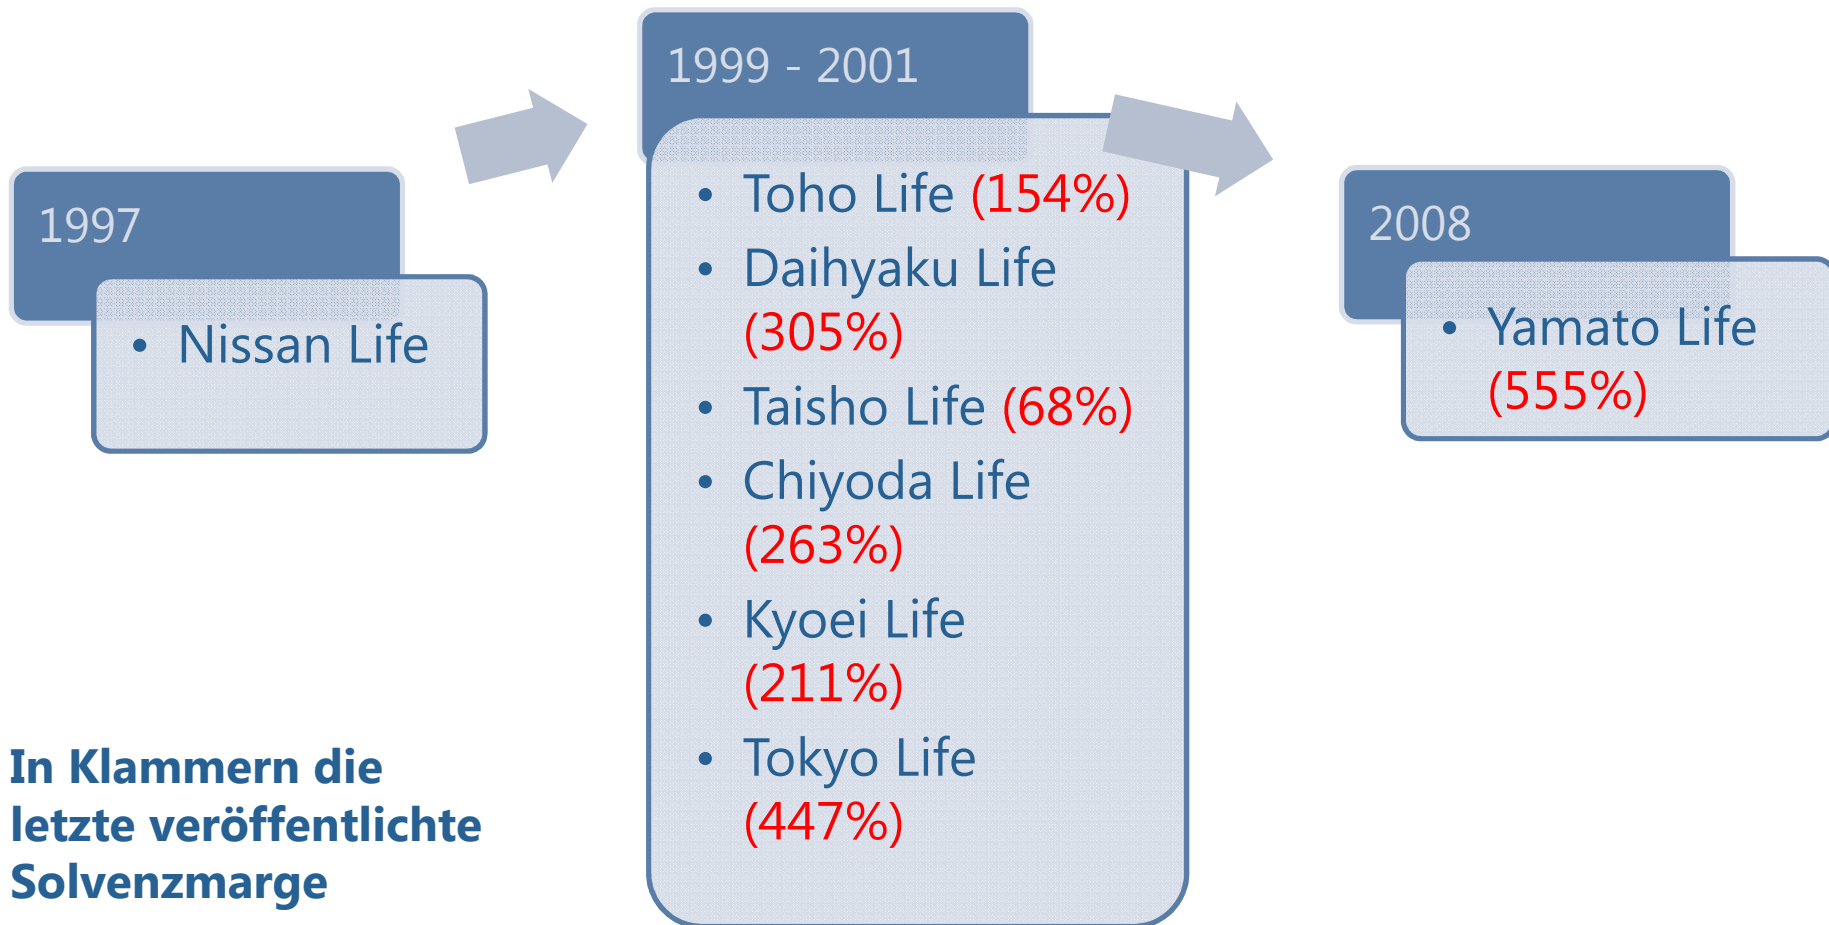 1997
• Nissan Life
1999 - 2001
• Toho Life (154%)
• Daihyaku Life
(305%)
• Taisho Life (68%)
• Chiyoda Life
(263%)
• Kyoei Life
(211%)
• Tokyo Life
(447%)
2008
• Yamato Life
(555%)
In Klammern die
letzte veröffentlichte
Solvenzmarge